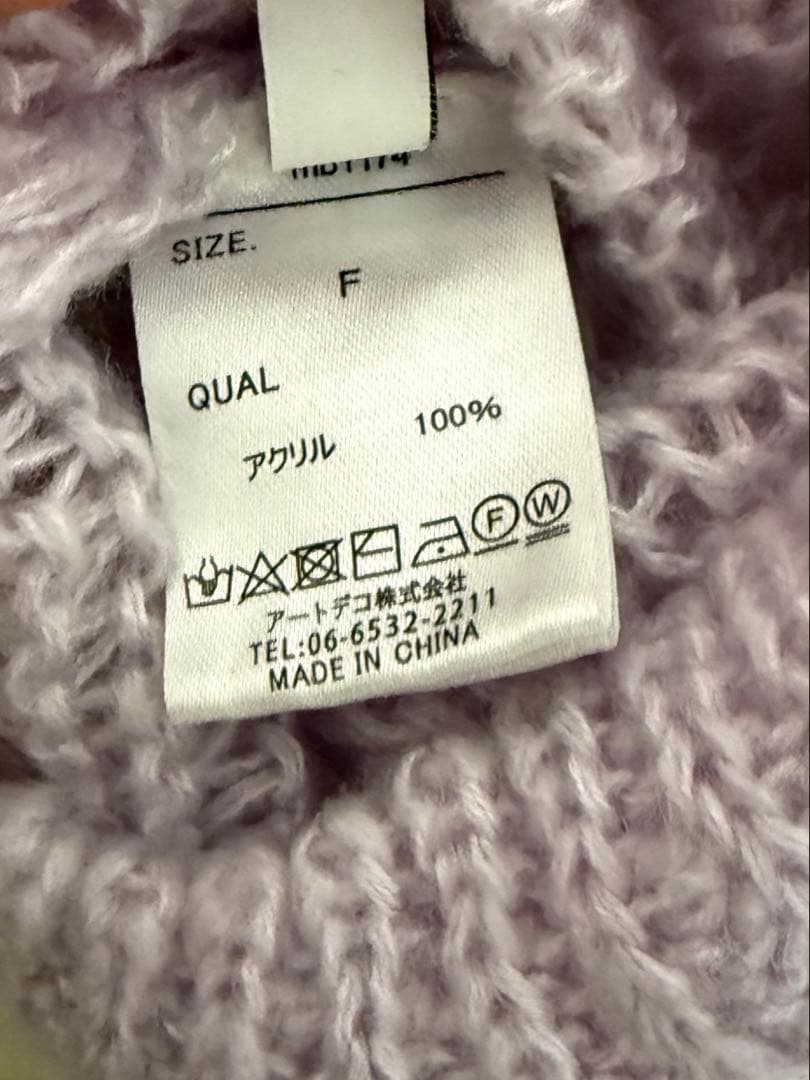 SIZE.
F
QUAL
アクリル 100%
F W
アートデコ株式会社
TEL:06-6532-2211
MADE IN CHINA